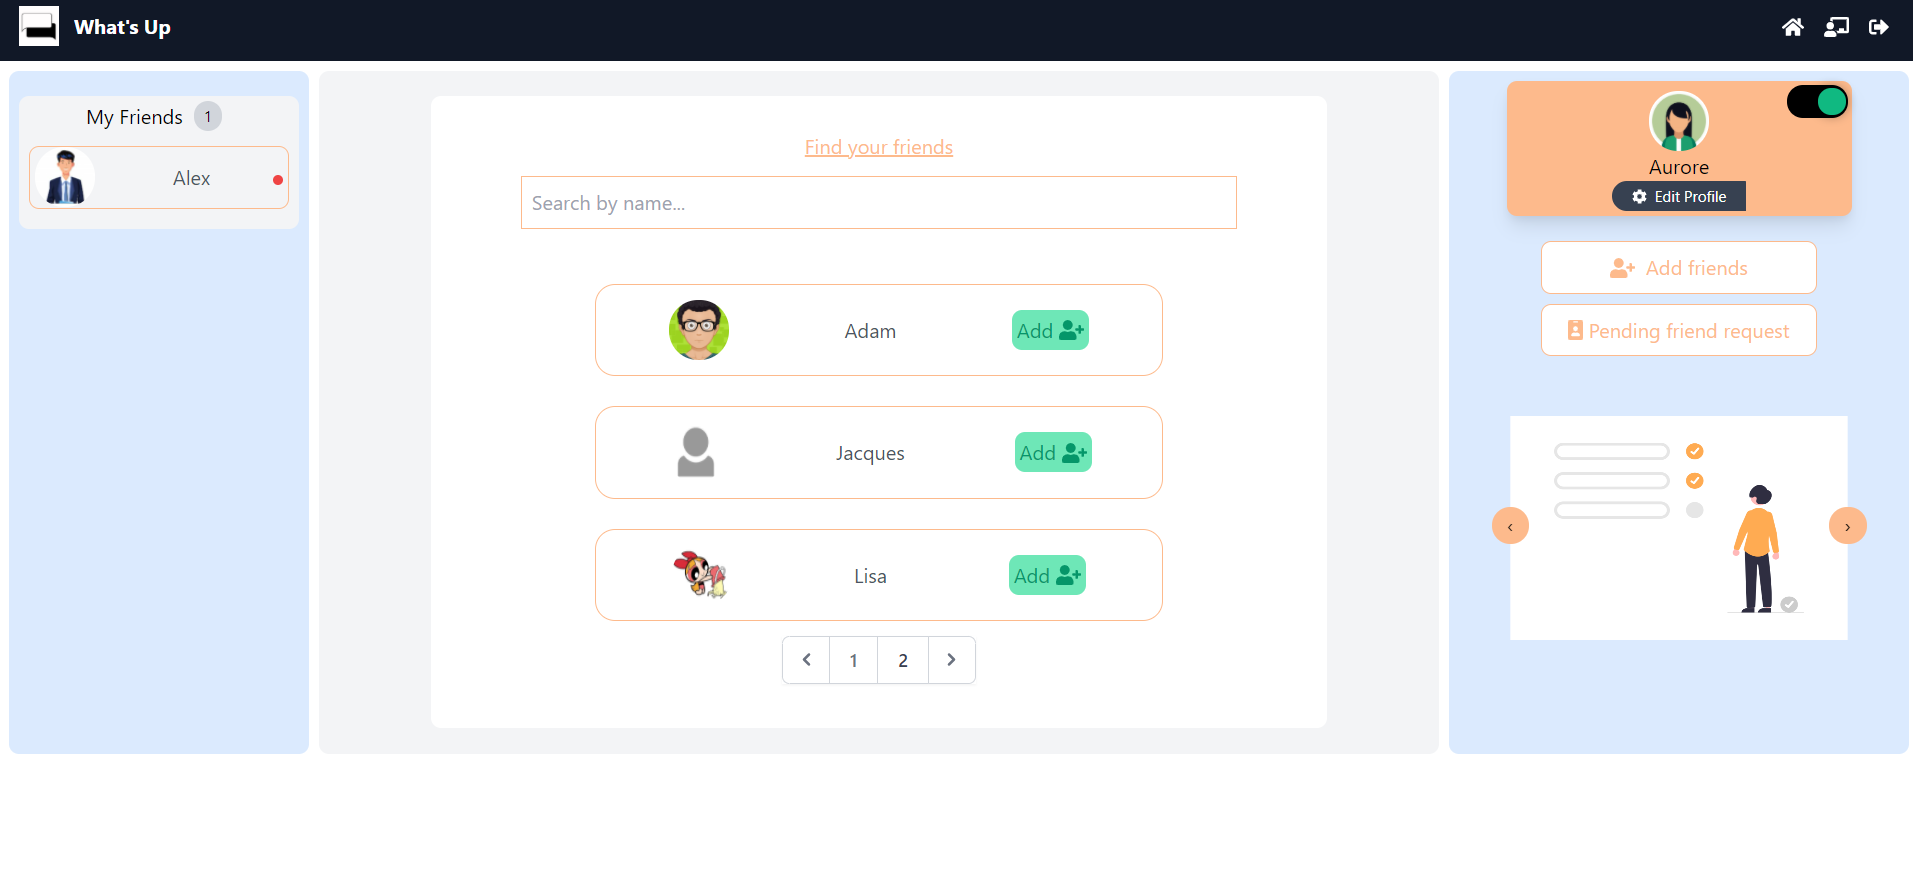 What's Up
My Friends 1
Alex
Find your friends
Search by name...
Adam
Add
Jacques
Add
Lisa
Add
1 2
Aurore
Edit Profile
Add friends
Pending friend request
‹ ›